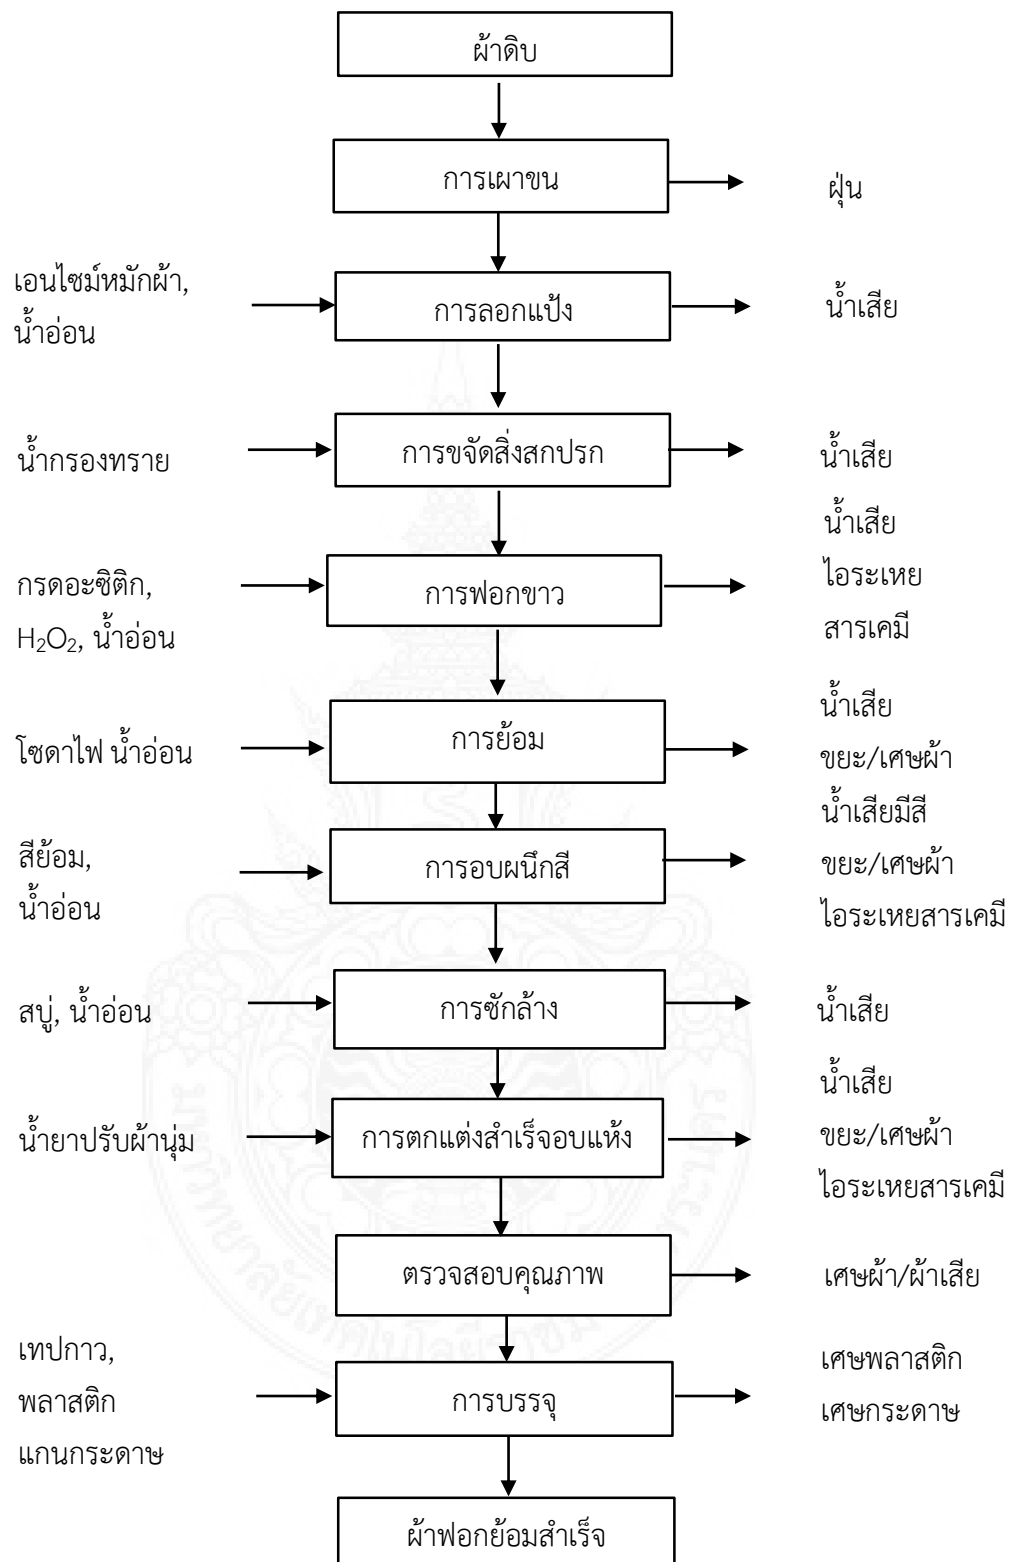 ผ้าดิบ
การเผาขน
ฝุ่น
เอนไซม์หมักผ้า,
น้ำอ่อน
การลอกแป้ง
น้ำเสีย
น้ำกรองทราย
การขจัดสิ่งสกปรก
น้ำเสีย
กรดอะซิติก,
H₂O₂, น้ำอ่อน
การฟอกขาว
น้ำเสีย
ไอระเหย
สารเคมี
โซดาไฟ น้ำอ่อน
การย้อม
น้ำเสีย
ขยะ/เศษผ้า
สีย้อม,
น้ำอ่อน
การอบผนึกสี
น้ำเสียมีสี
ขยะ/เศษผ้า
ไอระเหยสารเคมี
สบู่, น้ำอ่อน
การซักล้าง
น้ำเสีย
น้ำยาปรับผ้านุ่ม
การตกแต่งสำเร็จอบแห้ง
น้ำเสีย
ขยะ/เศษผ้า
ไอระเหยสารเคมี
ตรวจสอบคุณภาพ
เศษผ้า/ผ้าเสีย
เทปกาว,
พลาสติก
แกนกระดาษ
การบรรจุ
เศษพลาสติก
เศษกระดาษ
ผ้าฟอกย้อมสำเร็จ